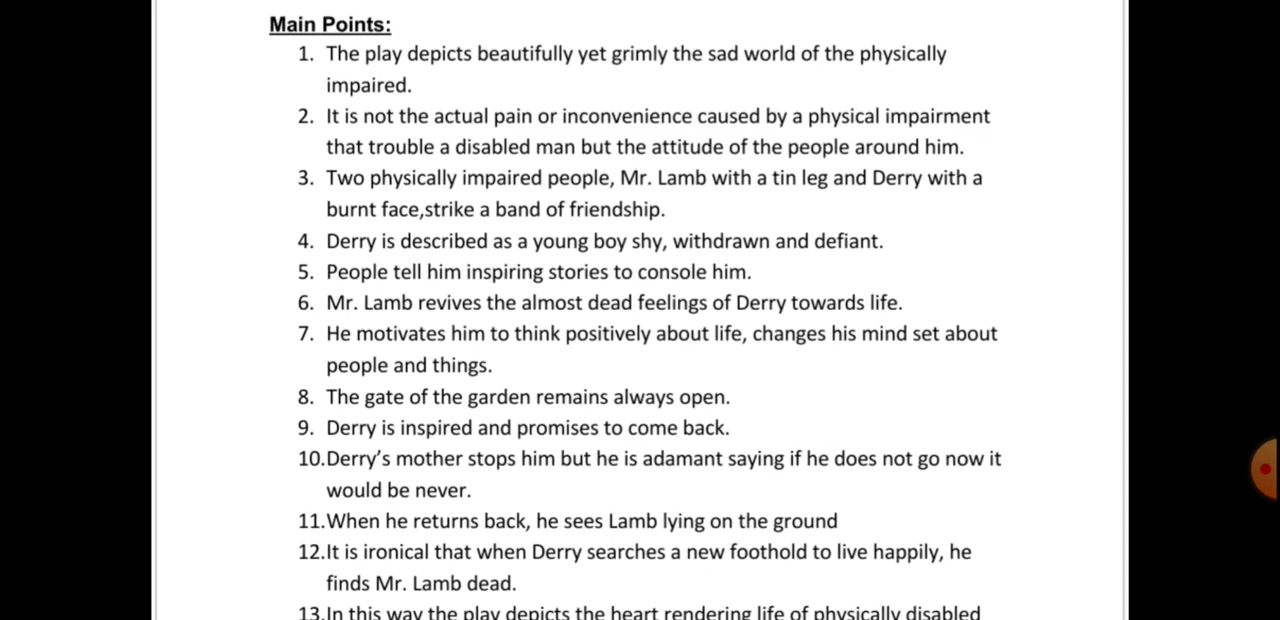 Main Points:
1. The play depicts beautifully yet grimly the sad world of the physically
impaired.
2. It is not the actual pain or inconvenience caused by a physical impairment
that trouble a disabled man but the attitude of the people around him.
3. Two physically impaired people, Mr. Lamb with a tin leg and Derry with a
burnt face,strike a band of friendship.
4. Derry is described as a young boy shy, withdrawn and defiant.
5. People tell him inspiring stories to console him.
6. Mr. Lamb revives the almost dead feelings of Derry towards life.
7. He motivates him to think positively about life, changes his mind set about
people and things.
8. The gate of the garden remains always open.
9. Derry is inspired and promises to come back.
10.Derry’s mother stops him but he is adamant saying if he does not go now it
would be never.
11.When he returns back, he sees Lamb lying on the ground
12.It is ironical that when Derry searches a new foothold to live happily, he
finds Mr. Lamb dead.
13.In this way the play depicts the heart rendering life of physically disabled